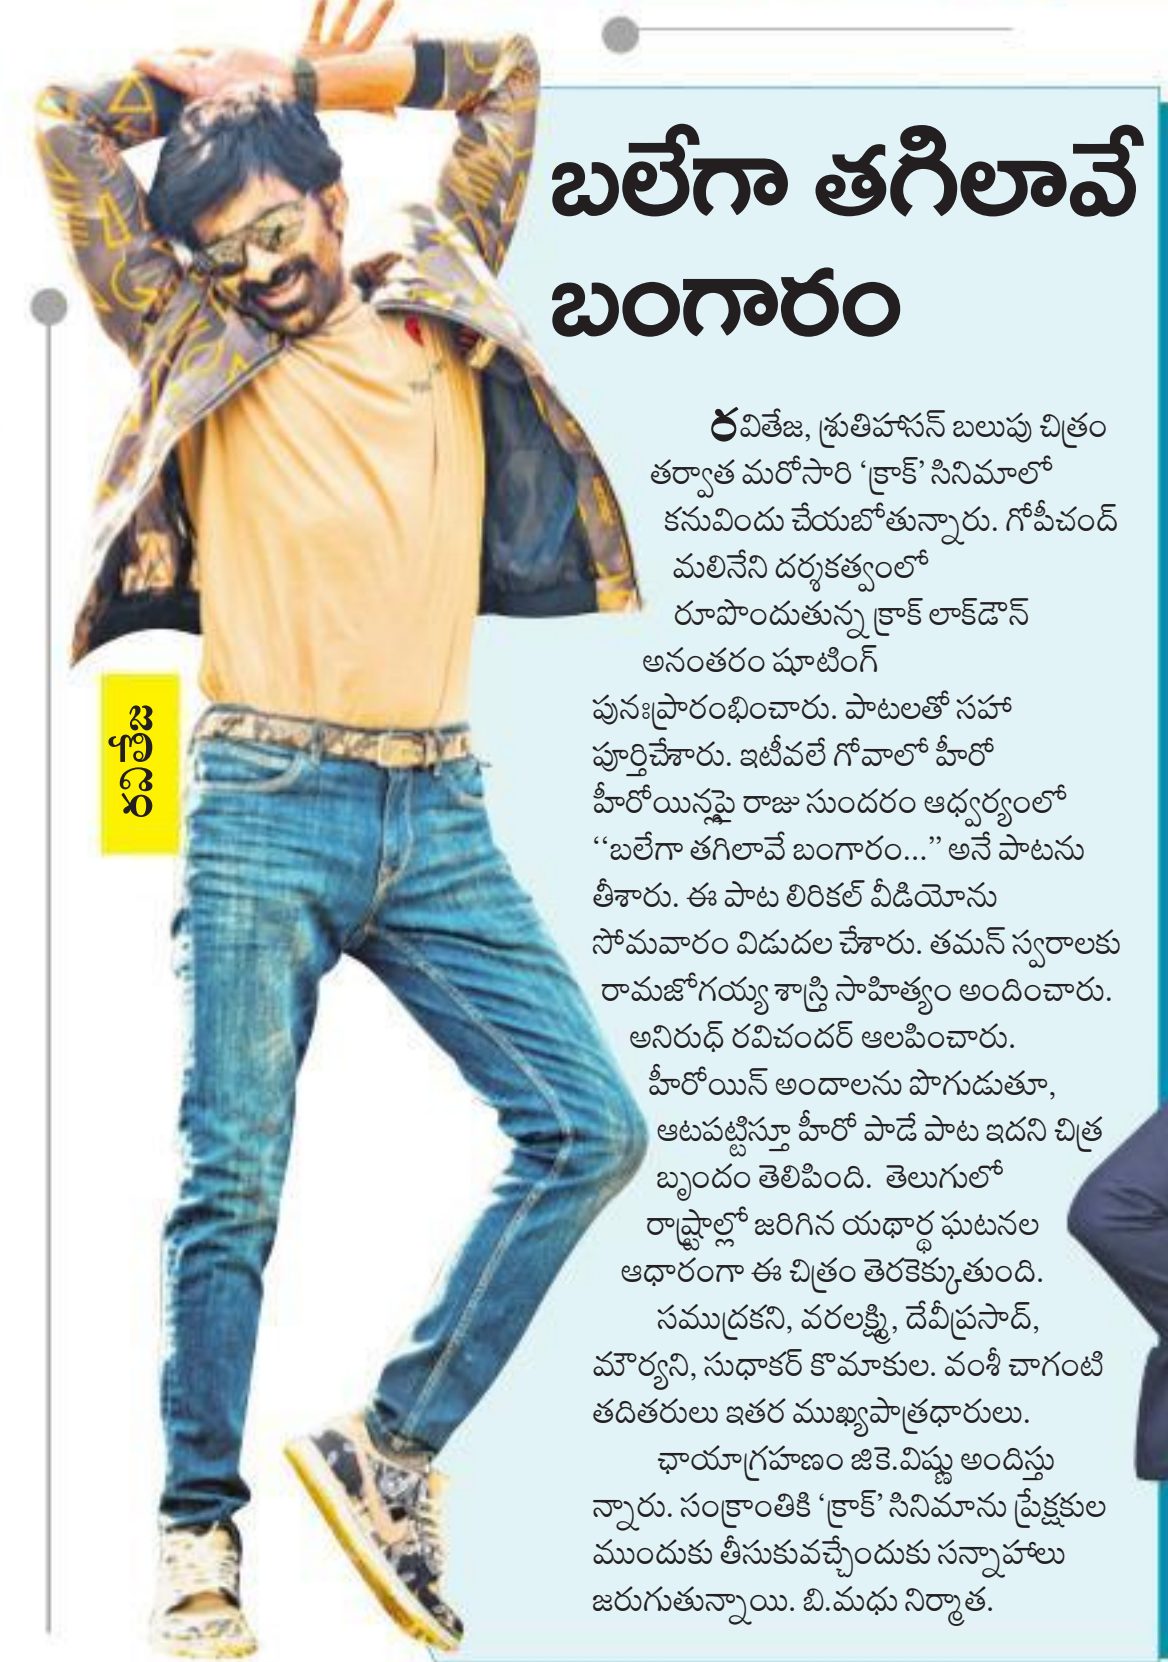 బలేగా తగిలావే
బంగారం
రవితేజ, శ్రుతిహాసన్ బలుపు చిత్రం
తర్వాత మరోసారి ‘క్రాక్’ సినిమాలో
కనువిందు చేయబోతున్నారు. గోపీచంద్
మలినేని దర్శకత్వంలో
రూపొందుతున్న క్రాక్ లాక్‌డౌన్
అనంతరం షూటింగ్
పునఃప్రారంభించారు. పాటలతో సహా
పూర్తిచేశారు. ఇటీవలే గోవాలో హీరో
హీరోయిన్లపై రాజు సుందరం ఆధ్వర్యంలో
“బలేగా తగిలావే బంగారం...” అనే పాటను
తీశారు. ఈ పాట లిరికల్ వీడియోను
సోమవారం విడుదల చేశారు. తమన్ స్వరాలకు
రామజోగయ్య శాస్త్రి సాహిత్యం అందించారు.
అనిరుధ్ రవిచందర్ ఆలపించారు.
హీరోయిన్ అందాలను పొగుడుతూ,
ఆటపట్టిస్తూ హీరో పాడే పాట ఇదని చిత్ర
బృందం తెలిపింది. తెలుగులో
రాష్ట్రాల్లో జరిగిన యథార్థ ఘటనల
ఆధారంగా ఈ చిత్రం తెరకెక్కుతుంది.
సముద్రకని, వరలక్ష్మి, దేవీప్రసాద్,
మౌర్యని, సుధాకర్ కొమాకుల. వంశీ చాగంటి
తదితరులు ఇతర ముఖ్యపాత్రధారులు.
ఛాయాగ్రహణం జికె.విష్ణు అందిస్తు
న్నారు. సంక్రాంతికి ‘క్రాక్’ సినిమాను ప్రేక్షకుల
ముందుకు తీసుకువచ్చేందుకు సన్నాహాలు
జరుగుతున్నాయి. బి.మధు నిర్మాత.
రవితేజ